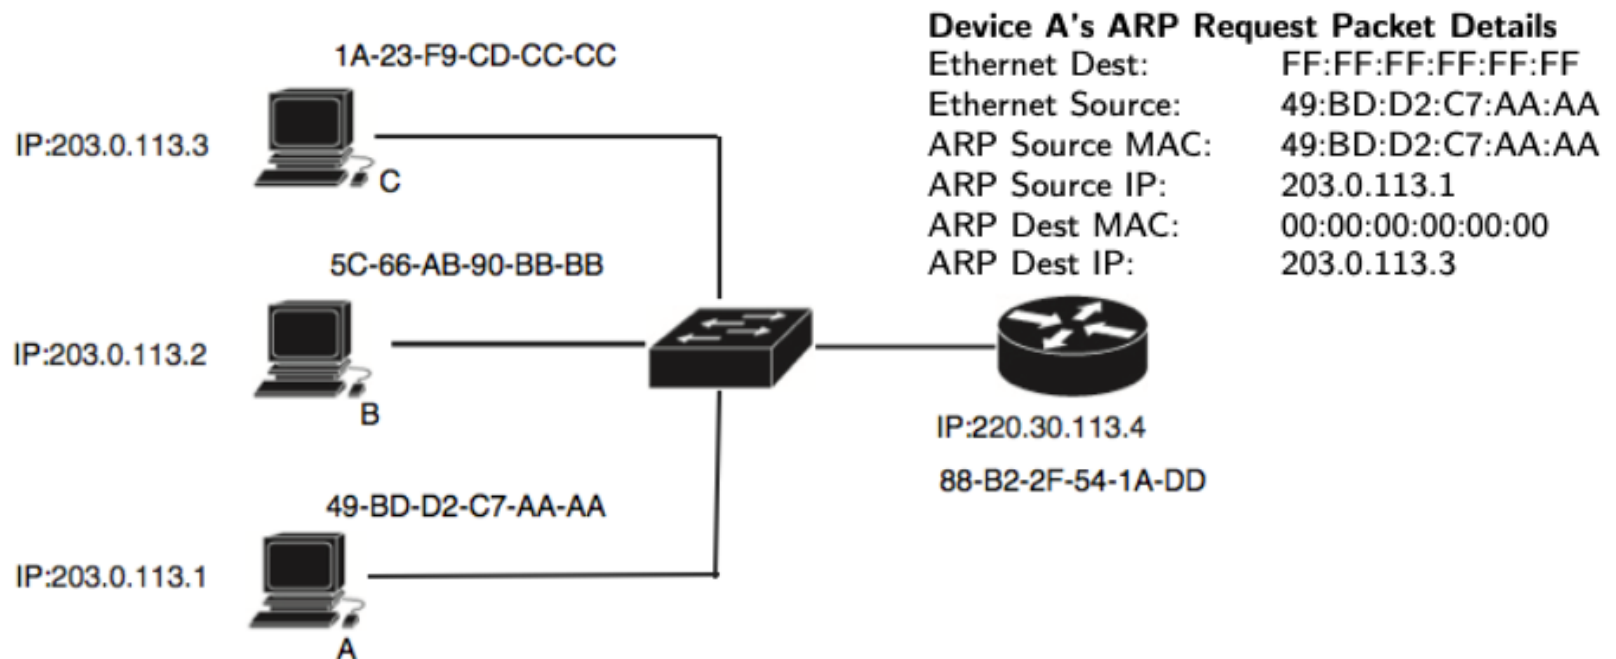 Device A's ARP Request Packet Details
Ethernet Dest: FF:FF:FF:FF:FF:FF
Ethernet Source: 49:BD:D2:C7:AA:AA
ARP Source MAC: 49:BD:D2:C7:AA:AA
ARP Source IP: 203.0.113.1
ARP Dest MAC: 00:00:00:00:00:00
ARP Dest IP: 203.0.113.3
1A-23-F9-CD-CC-CC
IP:203.0.113.3
C
5C-66-AB-90-BB-BB
IP:203.0.113.2
B
IP:220.30.113.4
88-B2-2F-54-1A-DD
49-BD-D2-C7-AA-AA
IP:203.0.113.1
A